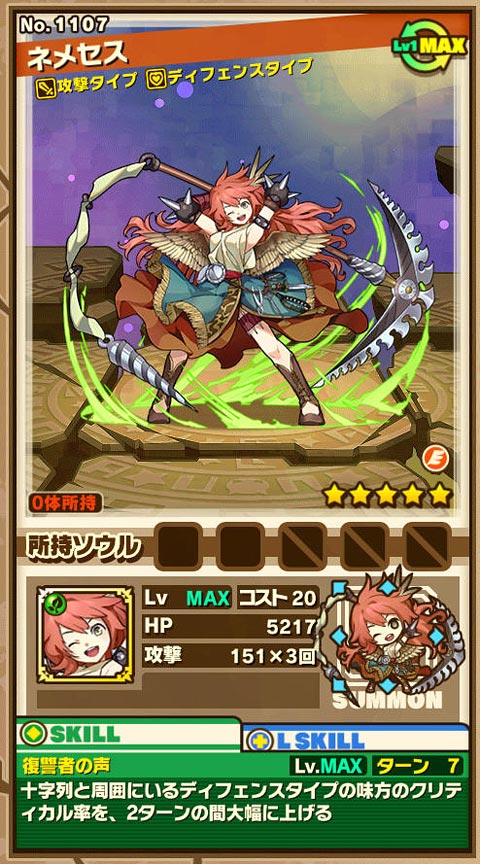 No.1107
ネメセス
Lv1 MAX
攻撃タイプ ディフェンスタイプ
E
0体所持
所持ソウル
Lv MAX コスト 20
HP 5217
攻撃 151×3回
SUMMON
SKILL
L SKILL
復讐者の声 Lv.MAX ターン 7
十字列と周囲にいるディフェンスタイプの味方のクリテ
ィカル率を、2ターンの間大幅に上げる